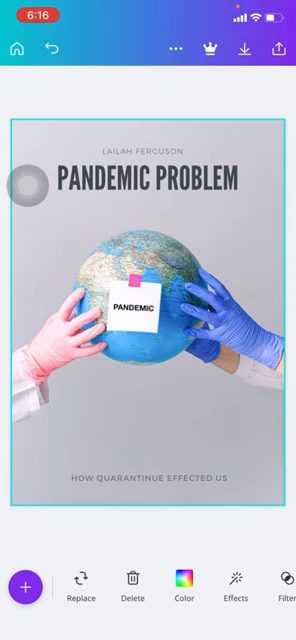 6:16
LAILAH FERGUSON
PANDEMIC PROBLEM
PANDEMIC
HOW QUARANTINUE EFFECTED US
Replace
Delete
Color
Effects
Filter